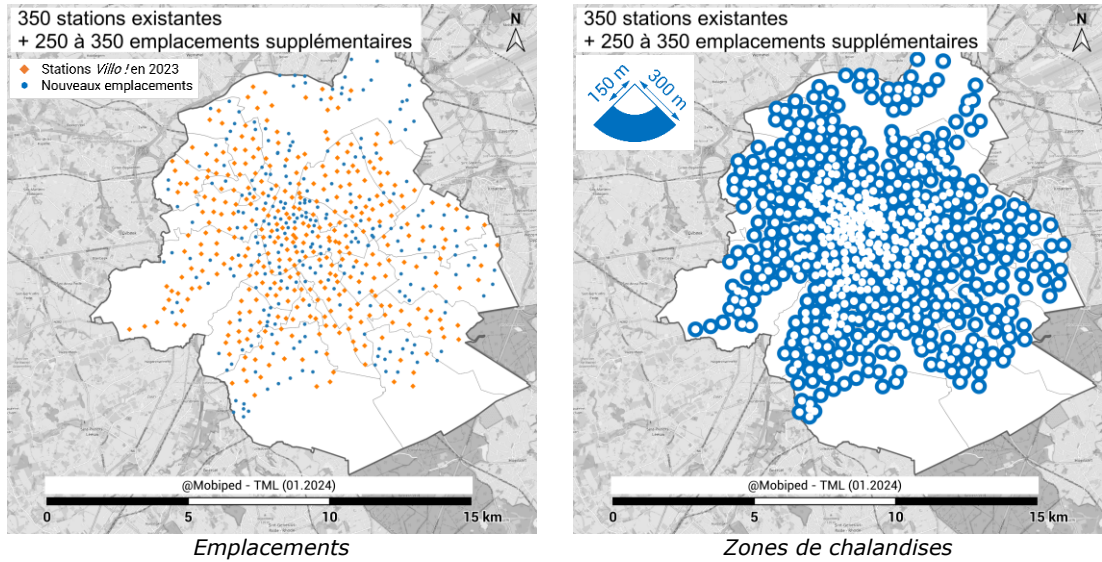 350 stations existantes
+ 250 à 350 emplacements supplémentaires
N
Stations Villo ! en 2023
Nouveaux emplacements
@Mobiped - TML (01.2024)
0 5 10 15 km
Emplacements
350 stations existantes
+ 250 à 350 emplacements supplémentaires
N
150 m
300 m
@Mobiped - TML (01.2024)
0 5 10 15 km
Zones de chalandises